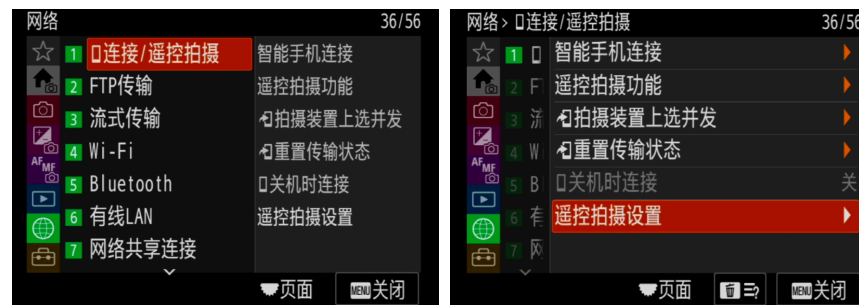 网络 36/56
1 连接/遥控拍摄 智能手机连接
2 FTP传输 遥控拍摄功能
3 流式传输 拍摄装置上选并发
4 Wi-Fi 重置传输状态
5 Bluetooth 关机时连接
6 有线LAN 遥控拍摄设置
7 网络共享连接
AFMF
页面 MENU关闭
网络> 连接/遥控拍摄 36/56
1 智能手机连接
2 F 遥控拍摄功能
3 流 拍摄装置上选并发
4 W 重置传输状态
5 B 关机时连接 关
6 有 遥控拍摄设置
7 网
AFMF
页面 ? MENU关闭